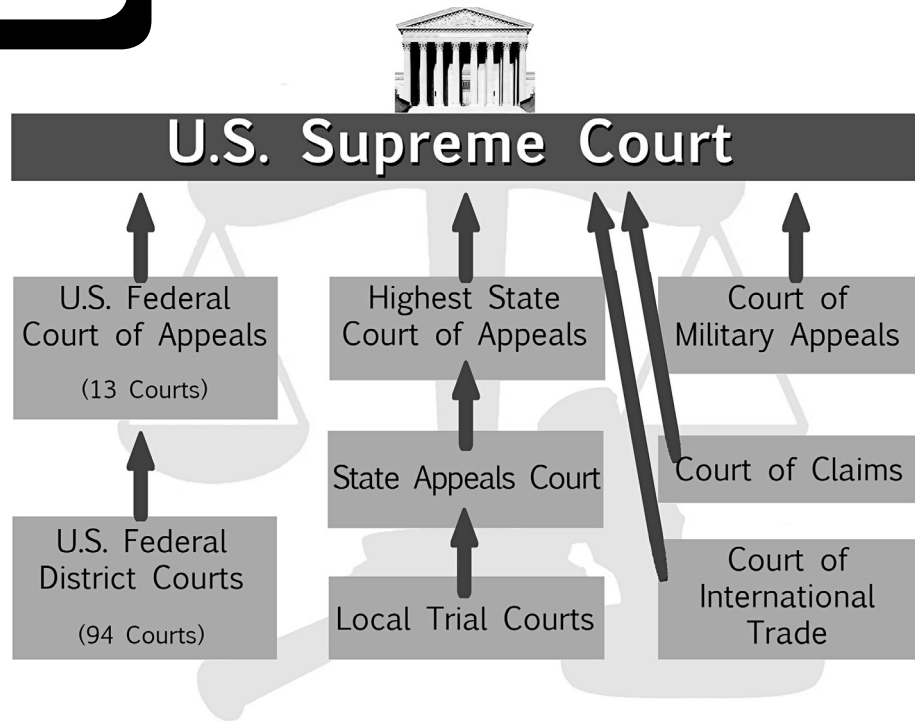 U.S. Supreme Court
U.S. Federal
Court of Appeals
(13 Courts)
U.S. Federal
District Courts
(94 Courts)
Highest State
Court of Appeals
State Appeals Court
Local Trial Courts
Court of
Military Appeals
Court of Claims
Court of
International
Trade